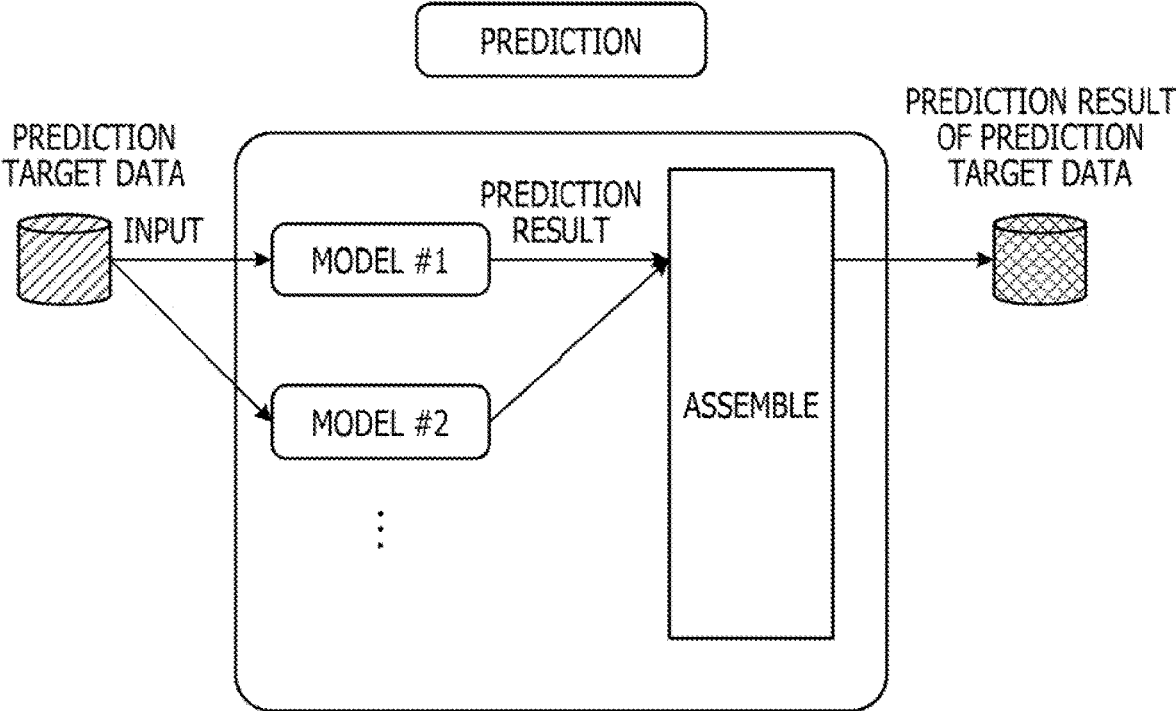 PREDICTION
PREDICTION
TARGET DATA
INPUT
MODEL #1
PREDICTION
RESULT
MODEL #2
ASSEMBLE
PREDICTION RESULT
OF PREDICTION
TARGET DATA